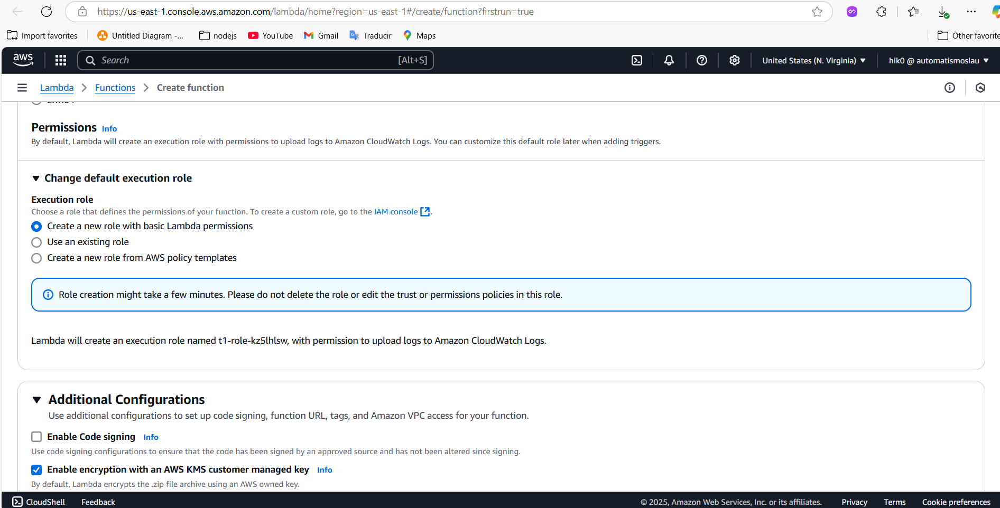 https://us-east-1.console.aws.amazon.com/lambda/home?region=us-east-1#/create/function?firstrun=true
Import favorites
Untitled Diagram -...
nodejs
YouTube
Gmail
Traducir
Maps
Other favorite
aws
Search
[Alt+S]
United States (N. Virginia)
hik0 @ automatismoslau
Lambda
Functions
Create function
Permissions Info
By default, Lambda will create an execution role with permissions to upload logs to Amazon CloudWatch Logs. You can customize this default role later when adding triggers.
Change default execution role
Execution role
Choose a role that defines the permissions of your function. To create a custom role, go to the IAM console.
Create a new role with basic Lambda permissions
Use an existing role
Create a new role from AWS policy templates
Role creation might take a few minutes. Please do not delete the role or edit the trust or permissions policies in this role.
Lambda will create an execution role named t1-role-kz5lhlsw, with permission to upload logs to Amazon CloudWatch Logs.
Additional Configurations
Use additional configurations to set up code signing, function URL, tags, and Amazon VPC access for your function.
Enable Code signing Info
Use code signing configurations to ensure that the code has been signed by an approved source and has not been altered since signing.
Enable encryption with an AWS KMS customer managed key Info
By default, Lambda encrypts the .zip file archive using an AWS owned key.
CloudShell
Feedback
© 2025, Amazon Web Services, Inc. or its affiliates.
Privacy
Terms
Cookie preferences